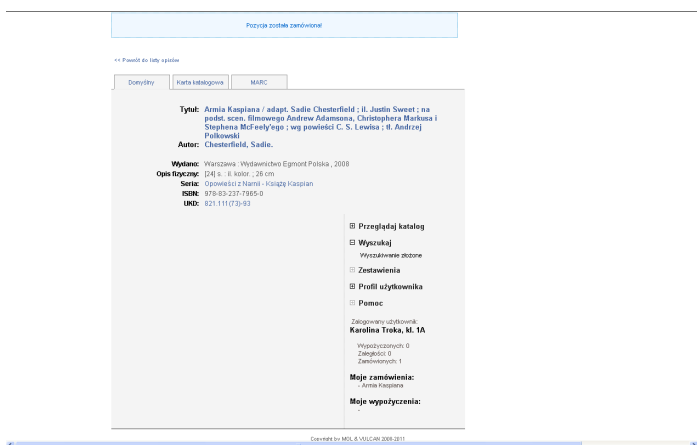 Pozycja została zamówiona!
<< Powrót do listy opisów
Domyślny Karta katalogowa MARC
Tytuł: Armia Kaspiana / adapt. Sadie Chesterfield ; il. Justin Sweet ; na
podst. scen. filmowego Andrew Adamsona, Christophera Markusa i
Stephena McFeely'ego ; wg powieści C. S. Lewisa ; tł. Andrzej
Polkowski
Autor: Chesterfield, Sadie.
Wydano: Warszawa : Wydawnictwo Egmont Polska , 2008
Opis fizyczny: [24] s. : il. kolor. ; 26 cm
Seria: Opowieści z Narnii - Książę Kaspian
ISBN: 978-83-237-7965-0
UKD: 821.111(73)-93
Przeglądaj katalog
Wyszukaj
Wyszukiwanie złożone
Zestawienia
Profil użytkownika
Pomoc
Zalogowany użytkownik:
Karolina Troka, kl. 1A
Wypożyczonych: 0
Zaległości: 0
Zamówionych: 1
Moje zamówienia:
- Armia Kaspiana
Moje wypożyczenia:
-
Copyright by MOL & VULCAN 2008-2011